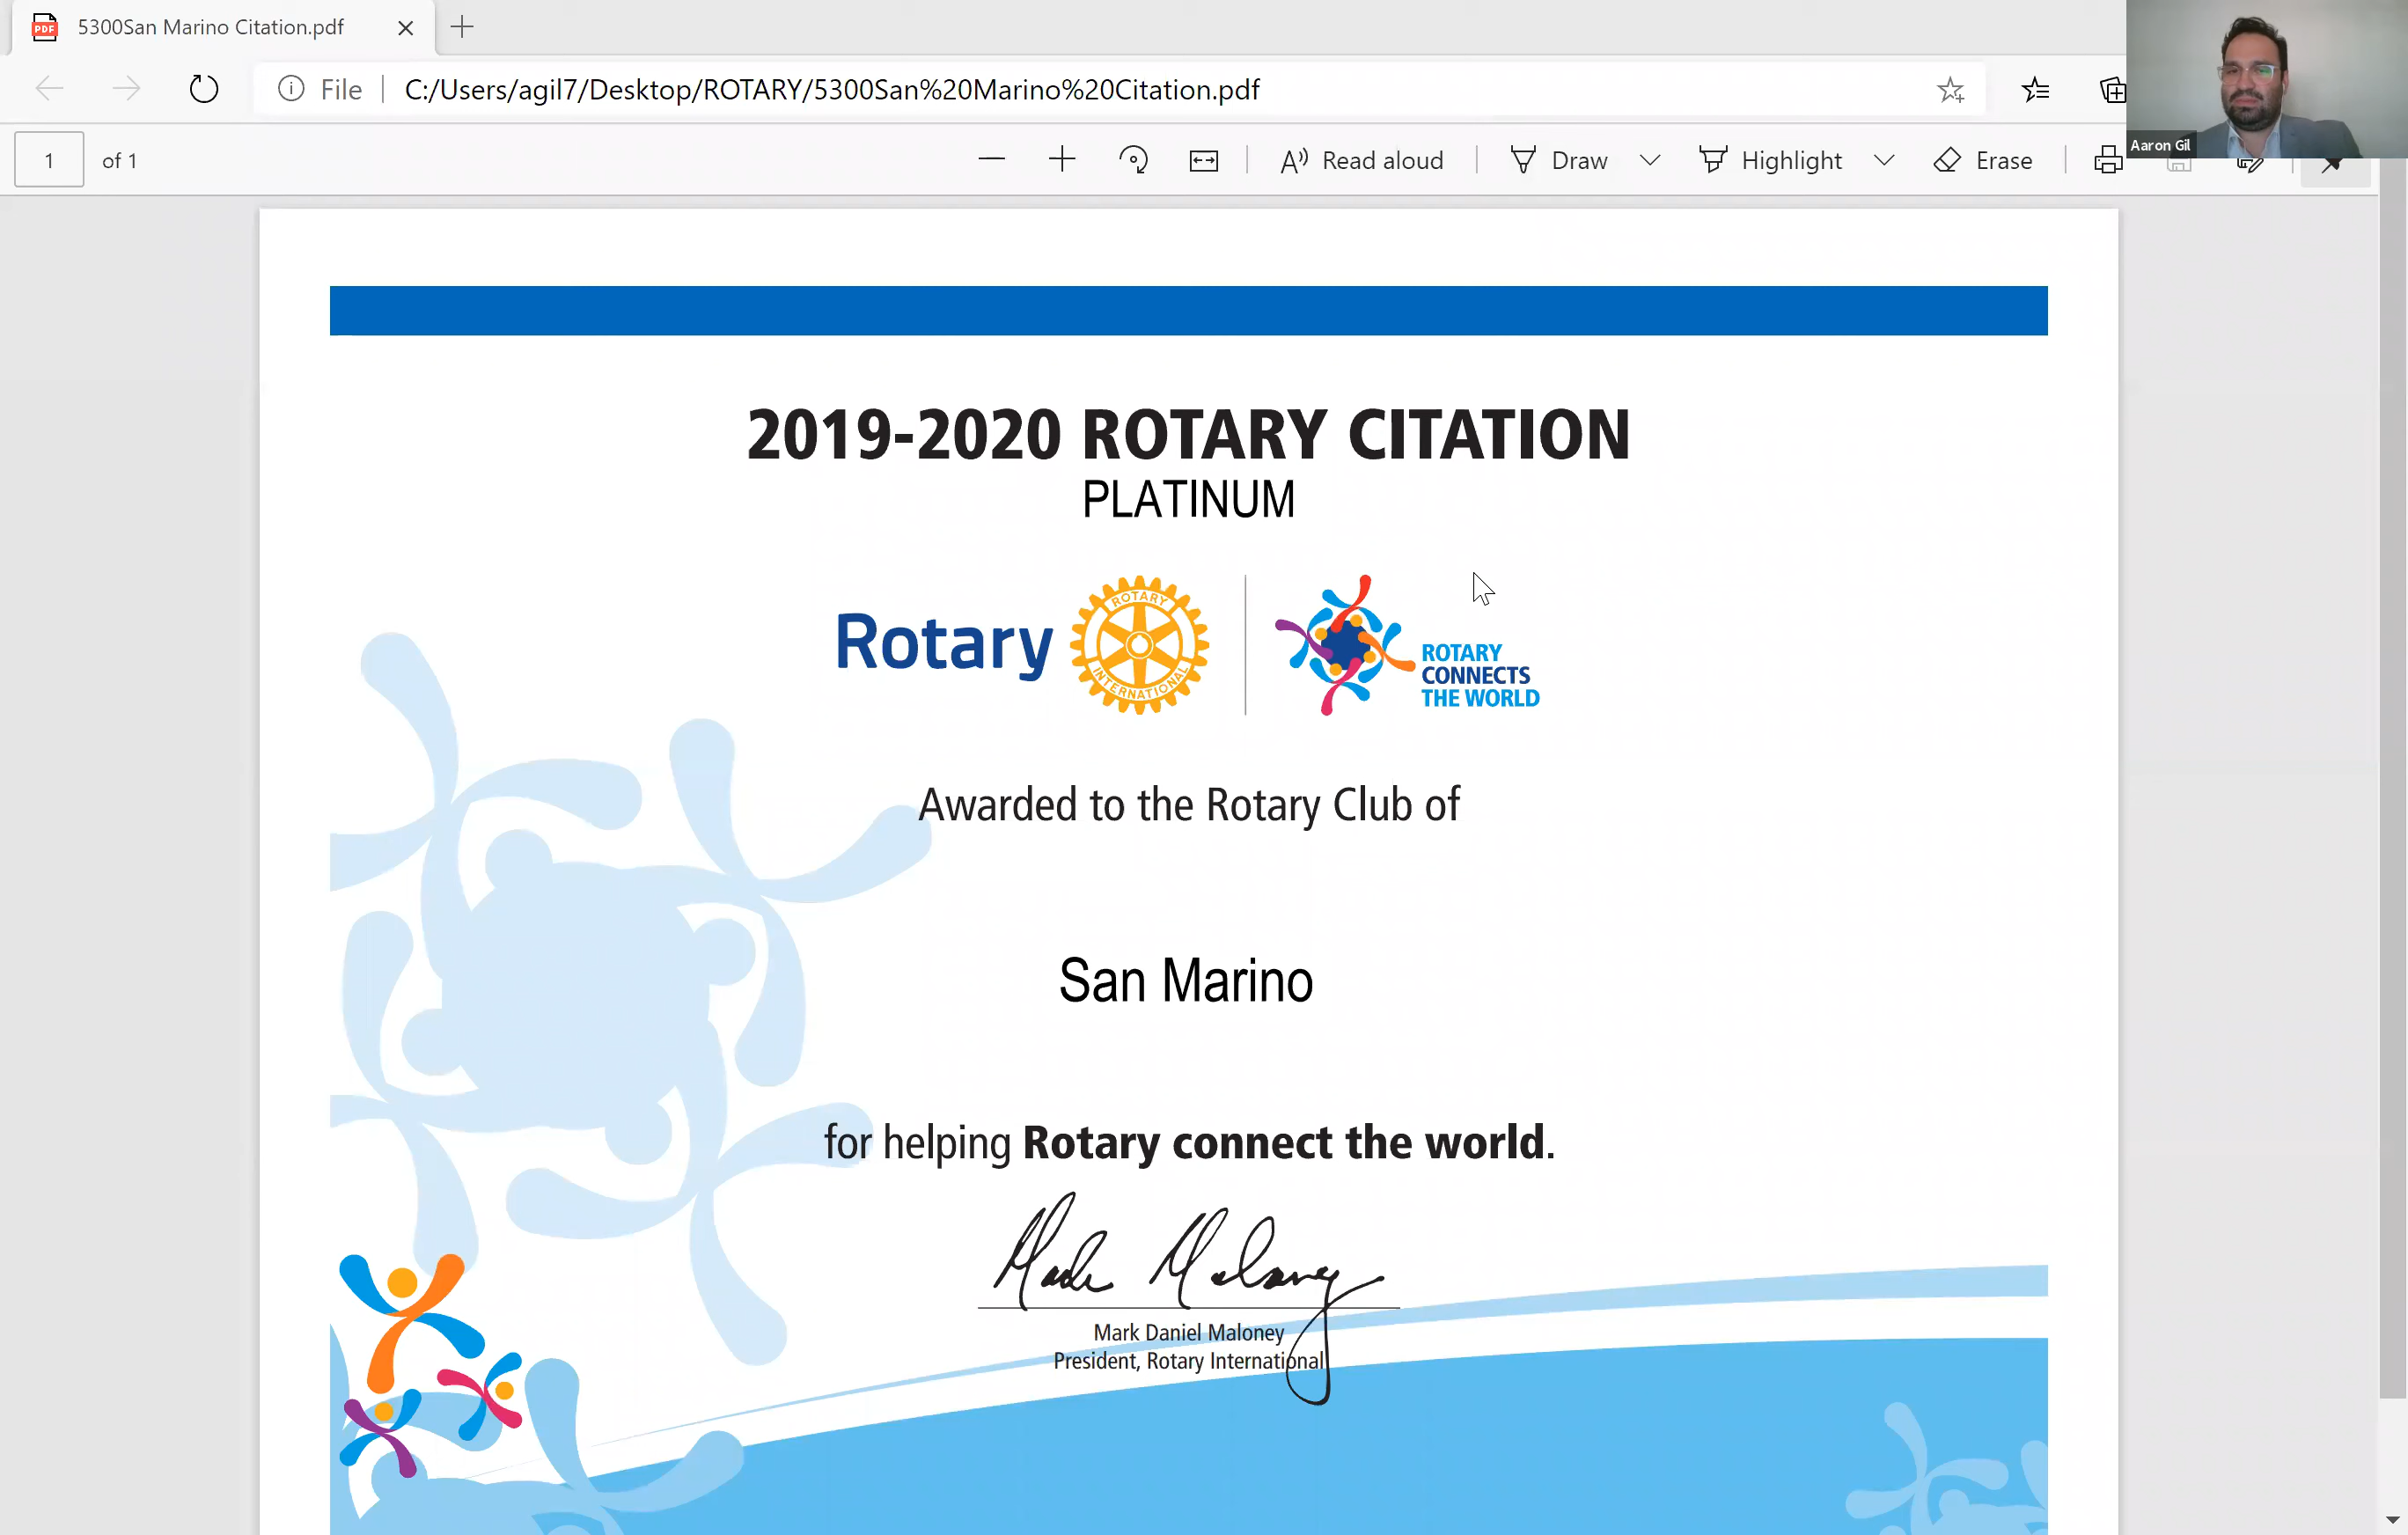 5300San Marino Citation.pdf
File C:/Users/agil7/Desktop/ROTARY/5300San%20Marino%20Citation.pdf
Aaron Gil
1 of 1 Read aloud Draw Highlight Erase
2019-2020 ROTARY CITATION
PLATINUM
Rotary
ROTARY
INTERNATIONAL
ROTARY
CONNECTS
THE WORLD
Awarded to the Rotary Club of
San Marino
for helping Rotary connect the world.
Mark Maloney
Mark Daniel Maloney
President, Rotary International